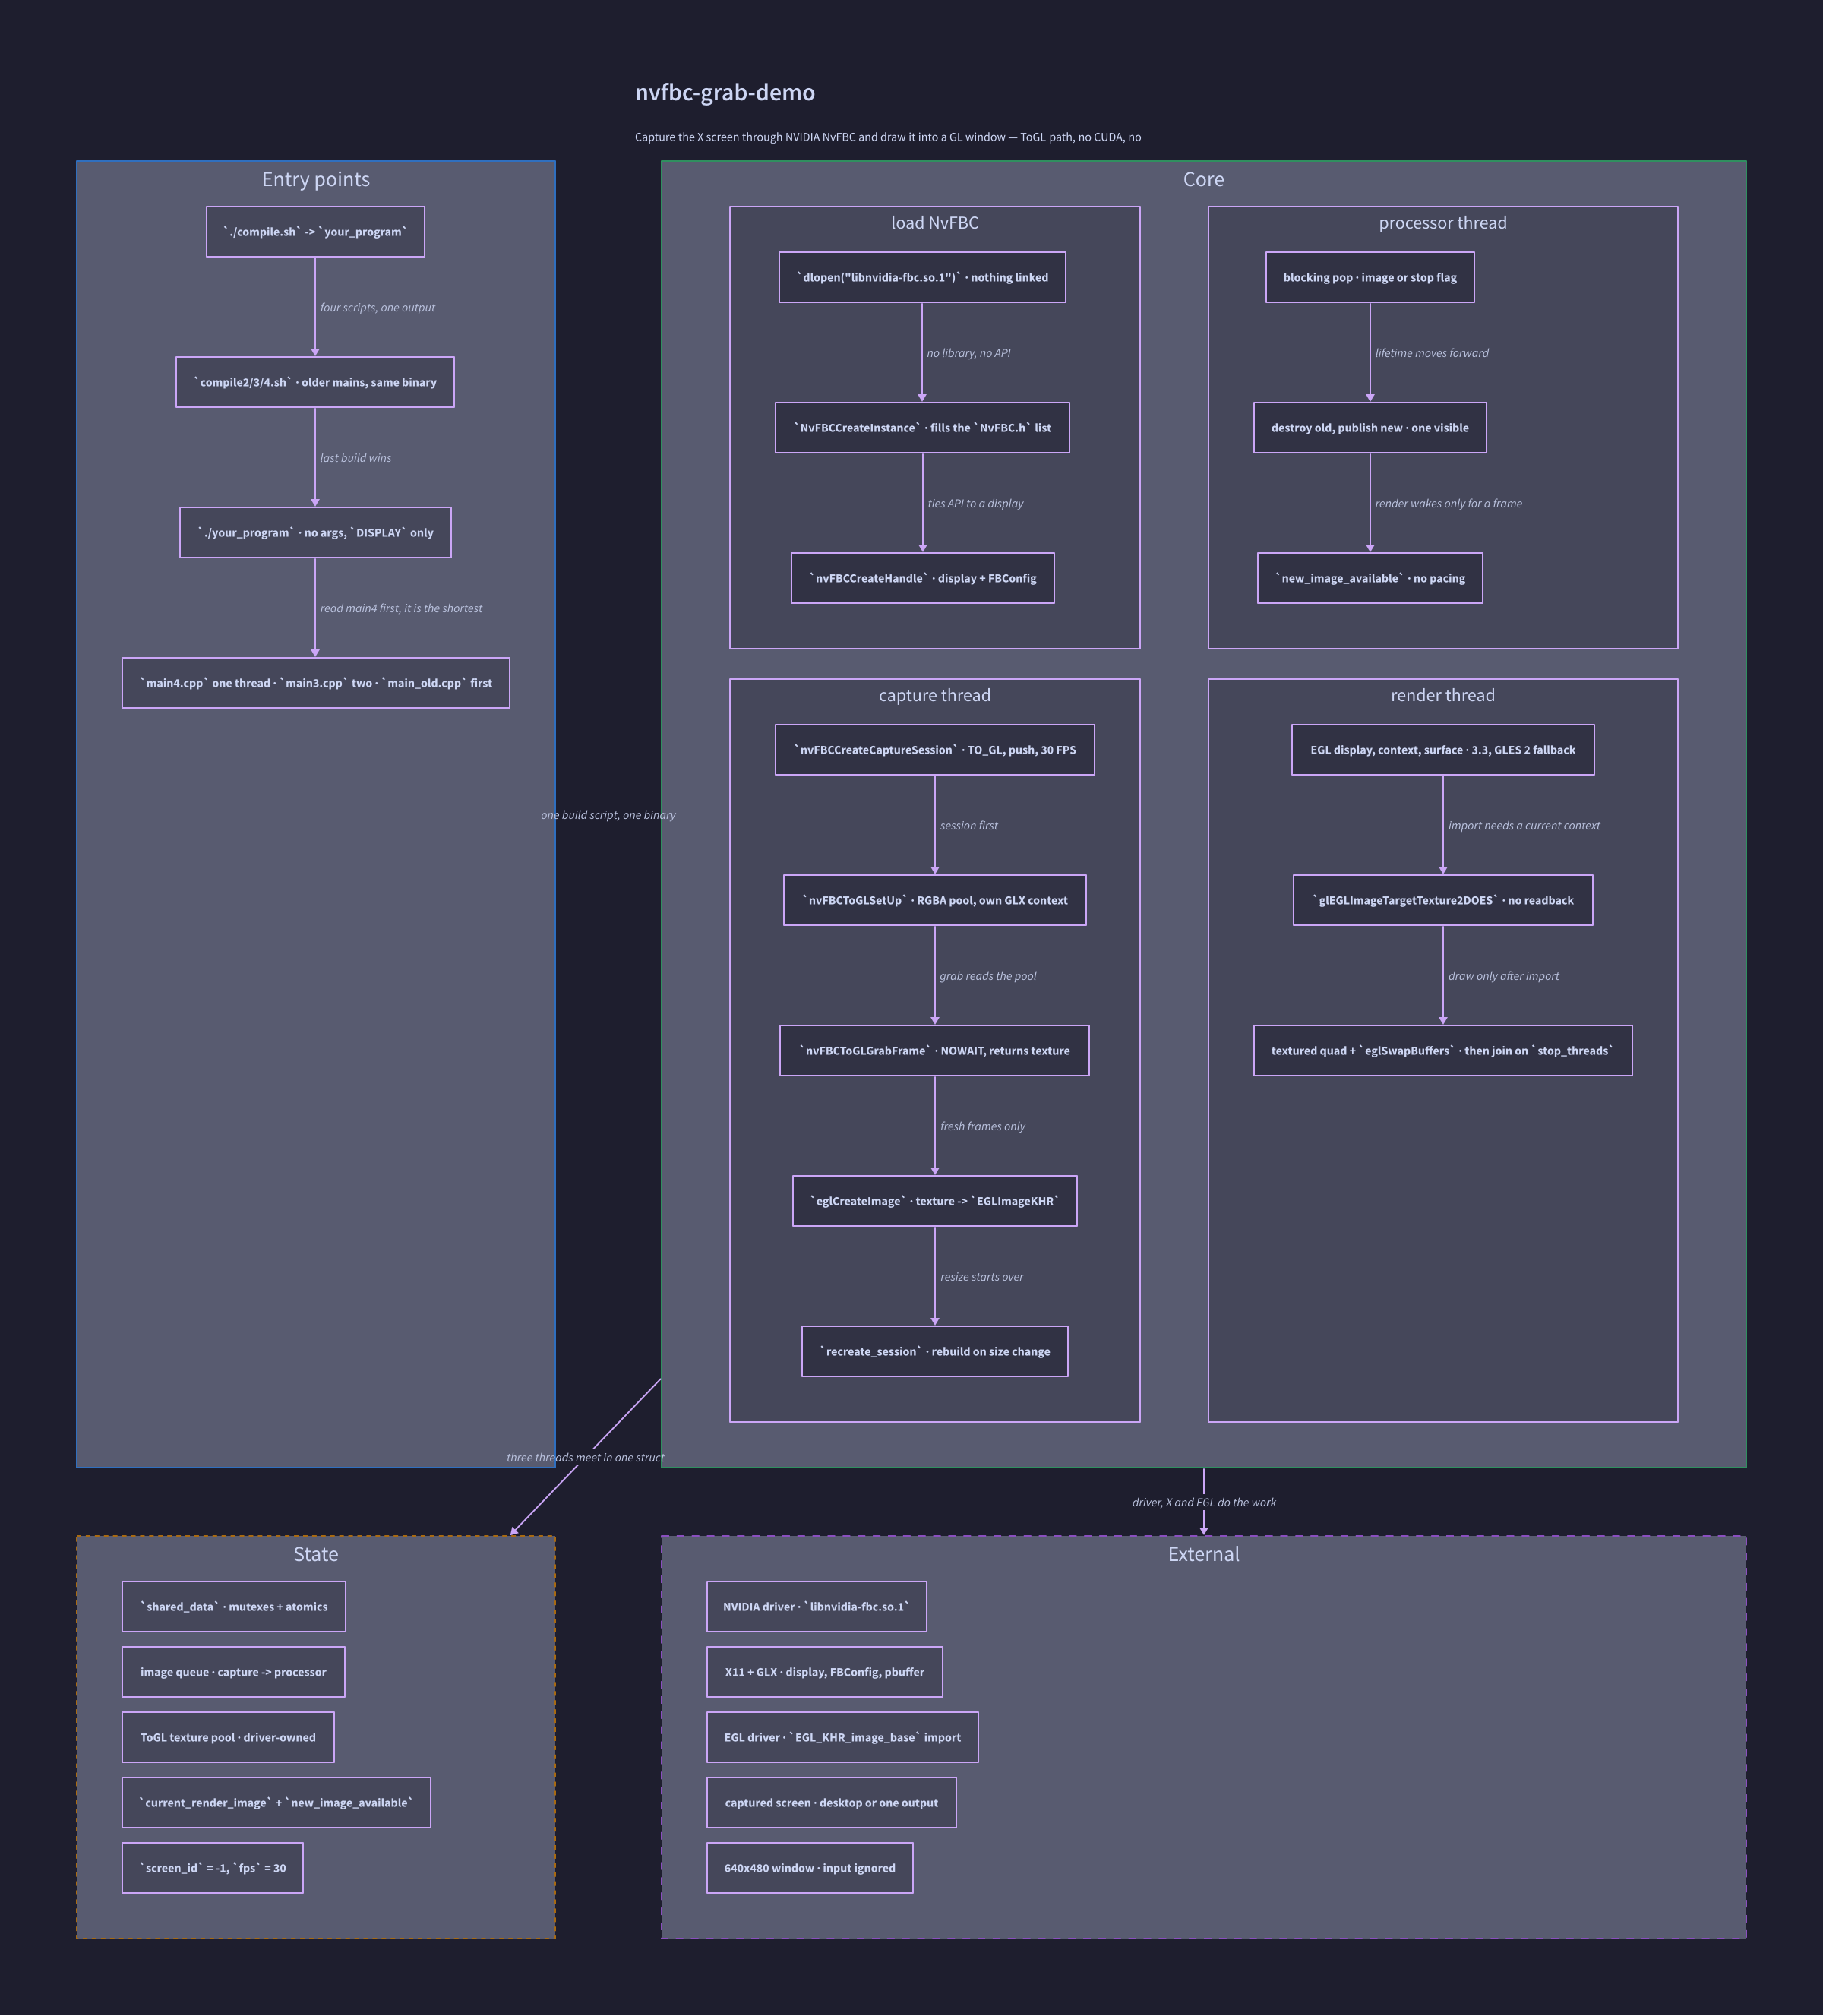 nvfbc-grab-demo
Capture the X screen through NVIDIA NvFBC and draw it into a GL window — ToGL path, no CUDA, no
Entry points
`./compile.sh` -> `your_program`
four scripts, one output
`compile2/3/4.sh` · older mains, same binary
last build wins
`./your_program` · no args, `DISPLAY` only
read main4 first, it is the shortest
`main4.cpp` one thread · `main3.cpp` two · `main_old.cpp` first
one build script, one binary
Core
load NvFBC
`dlopen("libnvidia-fbc.so.1")` · nothing linked
no library, no API
`NvFBCCreateInstance` · fills the `NvFBC.h` list
ties API to a display
`nvFBCCreateHandle` · display + FBConfig
processor thread
blocking pop · image or stop flag
lifetime moves forward
destroy old, publish new · one visible
render wakes only for a frame
`new_image_available` · no pacing
capture thread
`nvFBCCreateCaptureSession` · TO_GL, push, 30 FPS
session first
`nvFBCToGLSetUp` · RGBA pool, own GLX context
grab reads the pool
`nvFBCToGLGrabFrame` · NOWAIT, returns texture
fresh frames only
`eglCreateImage` · texture -> `EGLImageKHR`
resize starts over
`recreate_session` · rebuild on size change
render thread
EGL display, context, surface · 3.3, GLES 2 fallback
import needs a current context
`glEGLImageTargetTexture2DOES` · no readback
draw only after import
textured quad + `eglSwapBuffers` · then join on `stop_threads`
three threads meet in one struct
driver, X and EGL do the work
State
`shared_data` · mutexes + atomics
image queue · capture -> processor
ToGL texture pool · driver-owned
`current_render_image` + `new_image_available`
`screen_id` = -1, `fps` = 30
External
NVIDIA driver · `libnvidia-fbc.so.1`
X11 + GLX · display, FBConfig, pbuffer
EGL driver · `EGL_KHR_image_base` import
captured screen · desktop or one output
640x480 window · input ignored